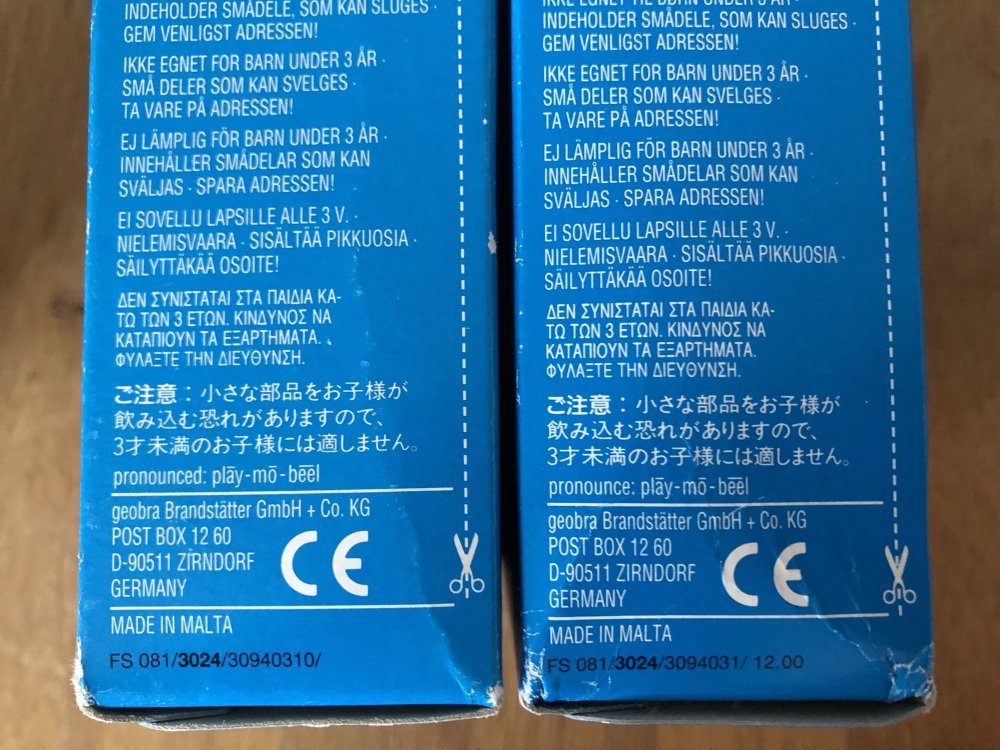 INDEHOLDER SMÅDELE, SOM KAN SLUGES ·
GEM VENLIGST ADRESSEN!
IKKE EGNET FOR BARN UNDER 3 ÅR ·
SMÅ DELER SOM KAN SVELGES ·
TA VARE PÅ ADRESSEN!
EJ LÄMPLIG FÖR BARN UNDER 3 ÅR ·
INNEHÅLLER SMÅDELAR SOM KAN
SVÄLJAS · SPARA ADRESSEN!
EI SOVELLU LAPSILLE ALLE 3 V. ·
NIELEMISVAARA · SISÄLTÄÄ PIKKUOSIA ·
SÄILYTTÄKÄÄ OSOITE!
ΔΕΝ ΣΥΝΙΣΤΑΤΑΙ ΣΤΑ ΠΑΙΔΙΑ ΚΑ-
ΤΩ ΤΩΝ 3 ΕΤΩΝ. ΚΙΝΔΥΝΟΣ ΝΑ
ΚΑΤΑΠΙΟΥΝ ΤΑ ΕΞΑΡΤΗΜΑΤΑ.
ΦΥΛΑΞΤΕ ΤΗΝ ΔΙΕΥΘΥΝΣΗ.
ご注意：小さな部品をお子様が
飲み込む恐れがありますので、
3才未満のお子様には適しません。
pronounced: plāy-mō-bēēl
geobra Brandstätter GmbH + Co. KG
POST BOX 12 60
D-90511 ZIRNDORF
GERMANY
CE
MADE IN MALTA
FS 081/3024/30940310/
IKKE EGNET TIL BØRN UNDER 3 ÅR ·
INDEHOLDER SMÅDELE, SOM KAN SLUGES ·
GEM VENLIGST ADRESSEN!
IKKE EGNET FOR BARN UNDER 3 ÅR ·
SMÅ DELER SOM KAN SVELGES ·
TA VARE PÅ ADRESSEN!
EJ LÄMPLIG FÖR BARN UNDER 3 ÅR ·
INNEHÅLLER SMÅDELAR SOM KAN
SVÄLJAS · SPARA ADRESSEN!
EI SOVELLU LAPSILLE ALLE 3 V. ·
NIELEMISVAARA · SISÄLTÄÄ PIKKUOSIA ·
SÄILYTTÄKÄÄ OSOITE!
ΔΕΝ ΣΥΝΙΣΤΑΤΑΙ ΣΤΑ ΠΑΙΔΙΑ ΚΑ-
ΤΩ ΤΩΝ 3 ΕΤΩΝ. ΚΙΝΔΥΝΟΣ ΝΑ
ΚΑΤΑΠΙΟΥΝ ΤΑ ΕΞΑΡΤΗΜΑΤΑ.
ΦΥΛΑΞΤΕ ΤΗΝ ΔΙΕΥΘΥΝΣΗ.
ご注意：小さな部品をお子様が
飲み込む恐れがありますので、
3才未満のお子様には適しません。
pronounce: plāy-mō-bēēl
geobra Brandstätter GmbH + Co. KG
POST BOX 12 60
D-90511 ZIRNDORF
GERMANY
CE
MADE IN MALTA
FS 081/3024/3094031/ 12.00